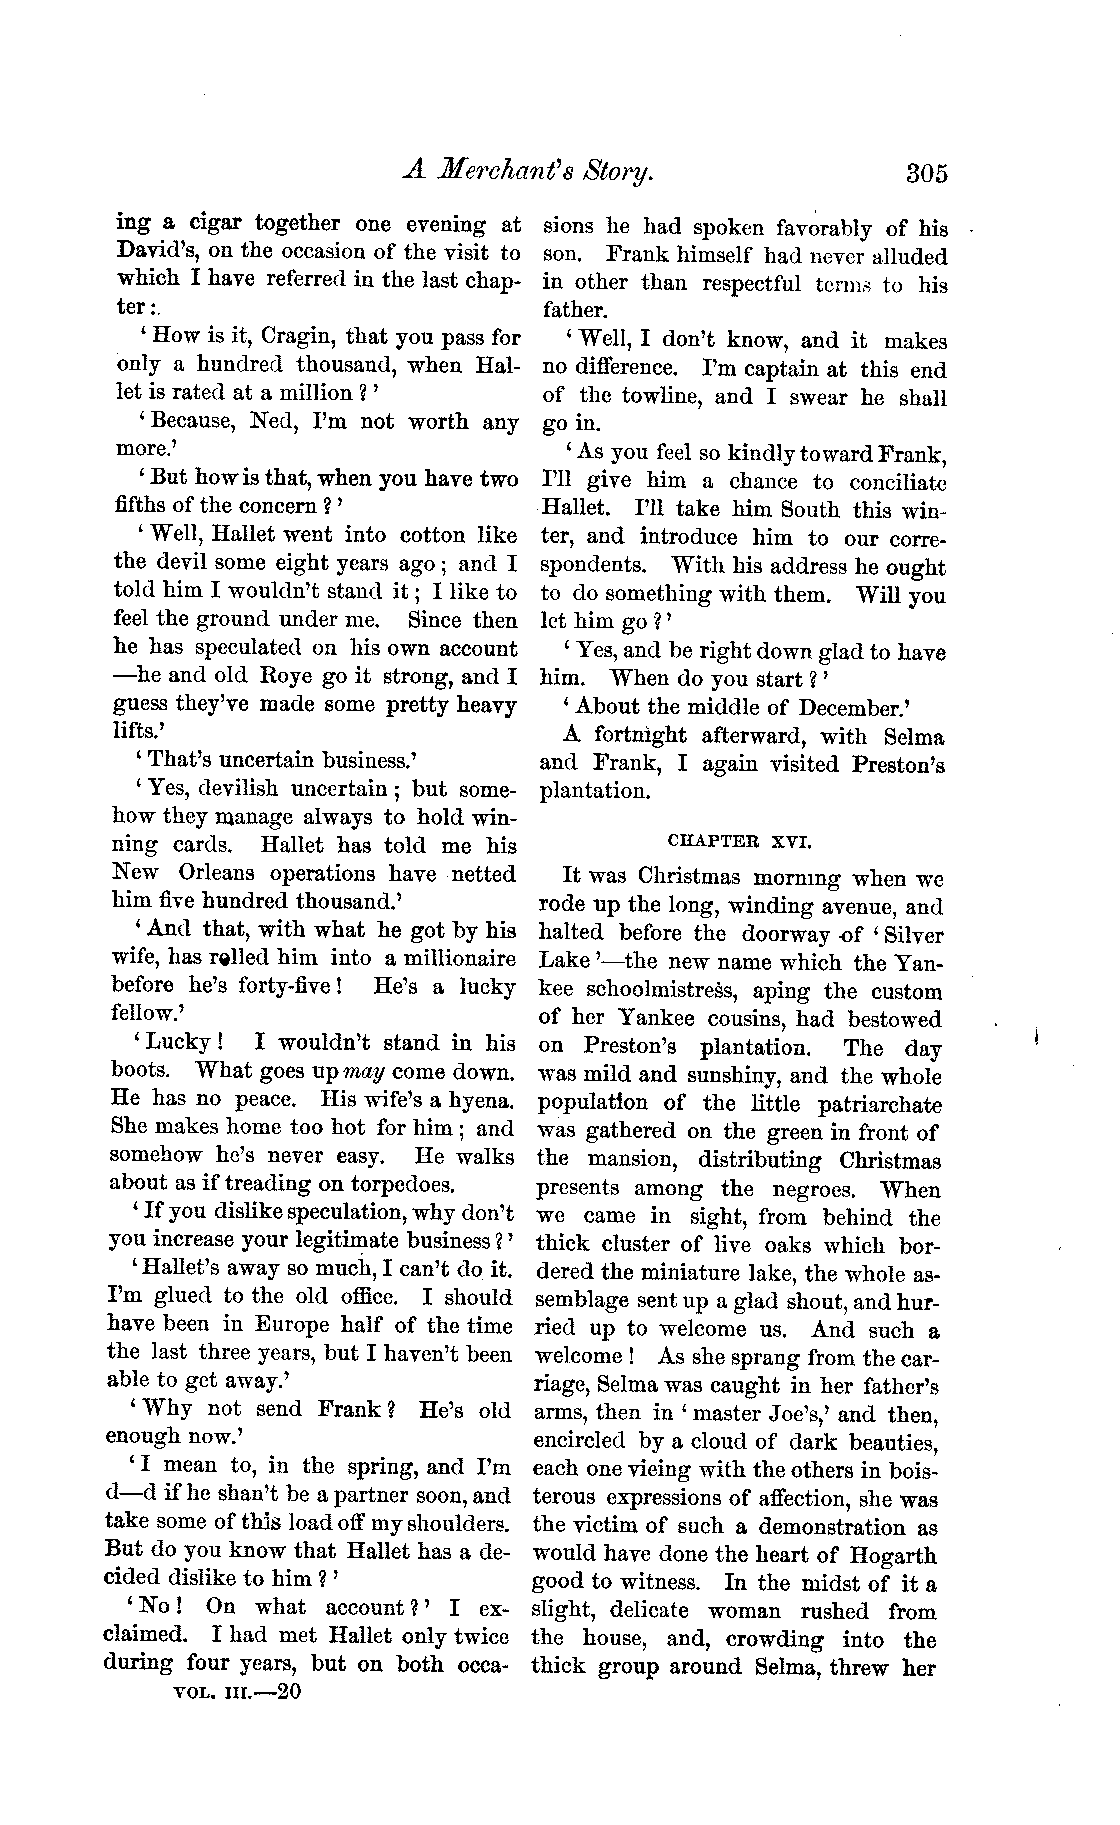 A Merchant's Story.
305
ing a cigar together one evening at
David's, on the occasion of the visit to
which I have referred in the last chap-
ter:
‘How is it, Cragin, that you pass for
only a hundred thousand, when Hal-
let is rated at a million?’
‘Because, Ned, I'm not worth any
more.’
‘But how is that, when you have two
fifths of the concern?’
‘Well, Hallet went into cotton like
the devil some eight years ago; and I
told him I wouldn't stand it; I like to
feel the ground under me. Since then
he has speculated on his own account
—he and old Roye go it strong, and I
guess they've made some pretty heavy
lifts.’
‘That's uncertain business.’
‘Yes, devilish uncertain; but some-
how they manage always to hold win-
ning cards. Hallet has told me his
New Orleans operations have netted
him five hundred thousand.’
‘And that, with what he got by his
wife, has rolled him into a millionaire
before he's forty-five! He's a lucky
fellow.’
‘Lucky! I wouldn't stand in his
boots. What goes up may come down.
He has no peace. His wife's a hyena.
She makes home too hot for him; and
somehow he's never easy. He walks
about as if treading on torpedoes.
‘If you dislike speculation, why don't
you increase your legitimate business?’
‘Hallet's away so much, I can't do it.
I'm glued to the old office. I should
have been in Europe half of the time
the last three years, but I haven't been
able to get away.’
‘Why not send Frank? He's old
enough now.’
‘I mean to, in the spring, and I'm
d—d if he shan't be a partner soon, and
take some of this load off my shoulders.
But do you know that Hallet has a de-
cided dislike to him?’
‘No! On what account?’ I ex-
claimed. I had met Hallet only twice
during four years, but on both occa-
VOL. III.—20
sions he had spoken favorably of his
son. Frank himself had never alluded
in other than respectful terms to his
father.
‘Well, I don't know, and it makes
no difference. I'm captain at this end
of the towline, and I swear he shall
go in.
‘As you feel so kindly toward Frank,
I'll give him a chance to conciliate
Hallet. I'll take him South this win-
ter, and introduce him to our corre-
spondents. With his address he ought
to do something with them. Will you
let him go?’
‘Yes, and be right down glad to have
him. When do you start?’
‘About the middle of December.’
A fortnight afterward, with Selma
and Frank, I again visited Preston's
plantation.
CHAPTER XVI.
It was Christmas morning when we
rode up the long, winding avenue, and
halted before the doorway of ‘Silver
Lake’—the new name which the Yan-
kee schoolmistress, aping the custom
of her Yankee cousins, had bestowed
on Preston's plantation. The day
was mild and sunshiny, and the whole
population of the little patriarchate
was gathered on the green in front of
the mansion, distributing Christmas
presents among the negroes. When
we came in sight, from behind the
thick cluster of live oaks which bor-
dered the miniature lake, the whole as-
semblage sent up a glad shout, and hur-
ried up to welcome us. And such a
welcome! As she sprang from the car-
riage, Selma was caught in her father's
arms, then in ‘master Joe's,’ and then,
encircled by a cloud of dark beauties,
each one vieing with the others in bois-
terous expressions of affection, she was
the victim of such a demonstration as
would have done the heart of Hogarth
good to witness. In the midst of it a
slight, delicate woman rushed from
the house, and, crowding into the
thick group around Selma, threw her